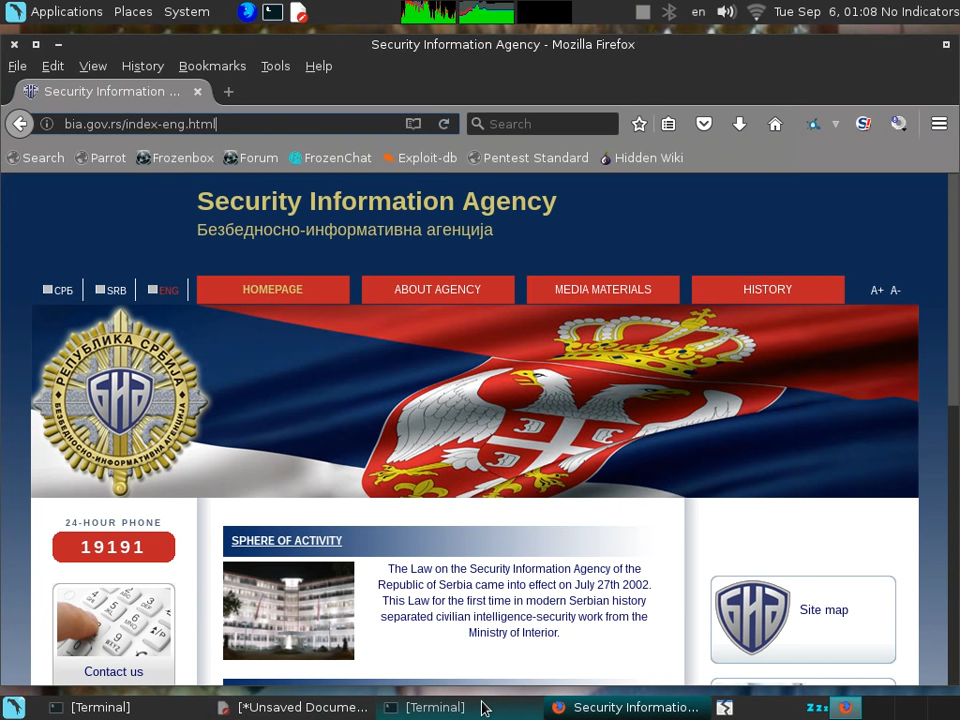 Applications Places System en Tue Sep 6, 01:08 No Indicators
Security Information Agency - Mozilla Firefox
File Edit View History Bookmarks Tools Help
Security Information ...
bia.gov.rs/index-eng.html Search
Search Parrot Frozenbox Forum FrozenChat Exploit-db Pentest Standard Hidden Wiki
Security Information Agency
Безбедносно-информативна агенција
СРБ SRB ENG HOMEPAGE ABOUT AGENCY MEDIA MATERIALS HISTORY A+ A-
РЕПУБЛИКА СРБИЈА
БИА
БЕЗБЕДНОСНО-ИНФОРМАТИВНА АГЕНЦИЈА
24-HOUR PHONE
19191
Contact us
SPHERE OF ACTIVITY
The Law on the Security Information Agency of the
Republic of Serbia came into effect on July 27th 2002.
This Law for the first time in modern Serbian history
separated civilian intelligence-security work from the
Ministry of Interior.
БИА
Site map
[Terminal] [*Unsaved Docume... [Terminal] Security Informatio... zzz